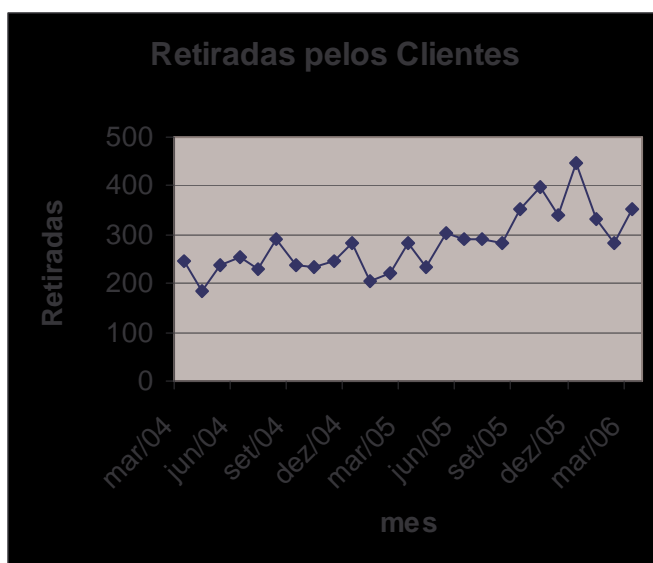 Retiradas pelos Clientes
500
400
300
200
100
0
Retiradas
mar/04
jun/04
set/04
dez/04
mar/05
jun/05
set/05
dez/05
mar/06
mes